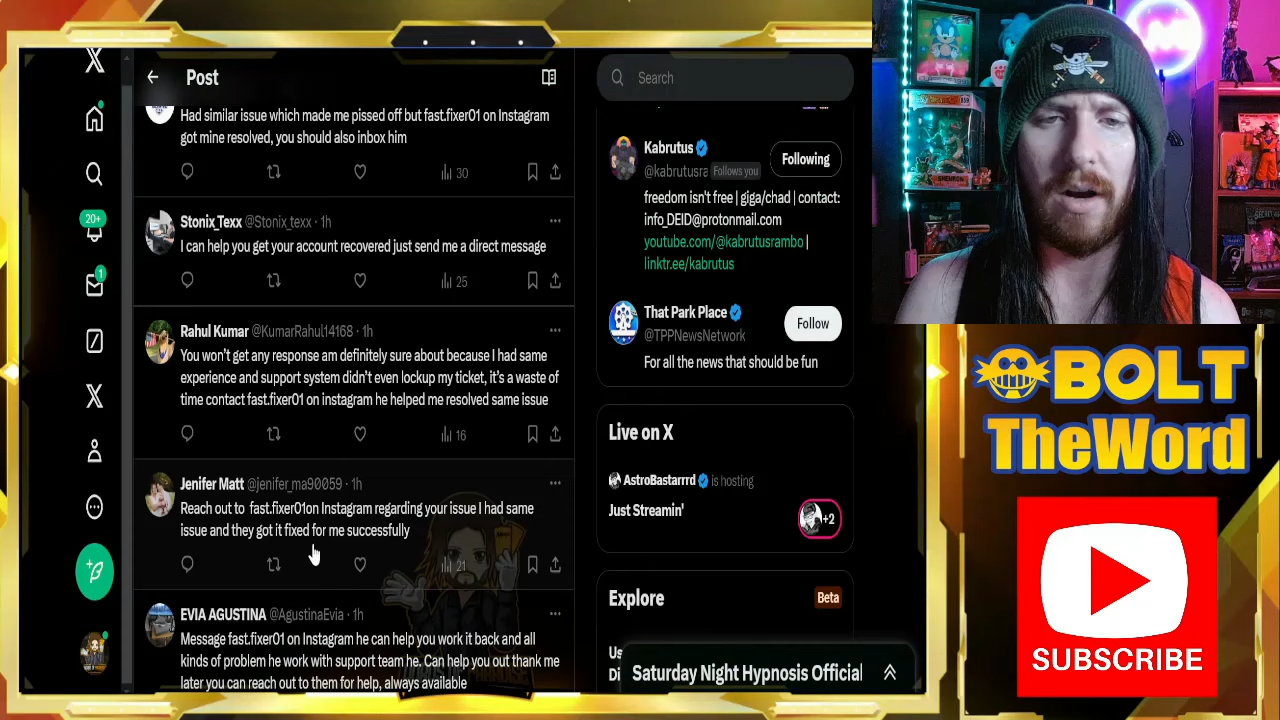 Post
Search
Had similar issue which made me pissed off but fast.fixer01 on Instagram
got mine resolved, you should also inbox him
30
Stonix_Texx @Stonix_texx · 1h
I can help you get your account recovered just send me a direct message
25
Rahul Kumar @KumarRahul14168 · 1h
You won't get any response am definitely sure about because I had same
experience and support system didn't even lockup my ticket, it's a waste of
time contact fast.fixer01 on instagram he helped me resolved same issue
16
Jenifer Matt @jenifer_ma90059 · 1h
Reach out to fast.fixer01on Instagram regarding your issue I had same
issue and they got it fixed for me successfully
21
EVIA AGUSTINA @AgustinaEvia · 1h
Message fast.fixer01 on Instagram he can help you work it back and all
kinds of problem he work with support team he. Can help you out thank me
later you can reach out to them for help, always available
20+
1
Kabrutus
@kabrutusra Follows you
Following
freedom isn't free | giga/chad | contact:
info_DEID@protonmail.com
youtube.com/@kabrutusrambo |
linktr.ee/kabrutus
That Park Place
@TPPNewsNetwork
Follow
For all the news that should be fun
Live on X
AstroBastarrrd is hosting
Just Streamin'
+2
Explore
Beta
Saturday Night Hypnosis Official
BOLT
TheWord
SUBSCRIBE